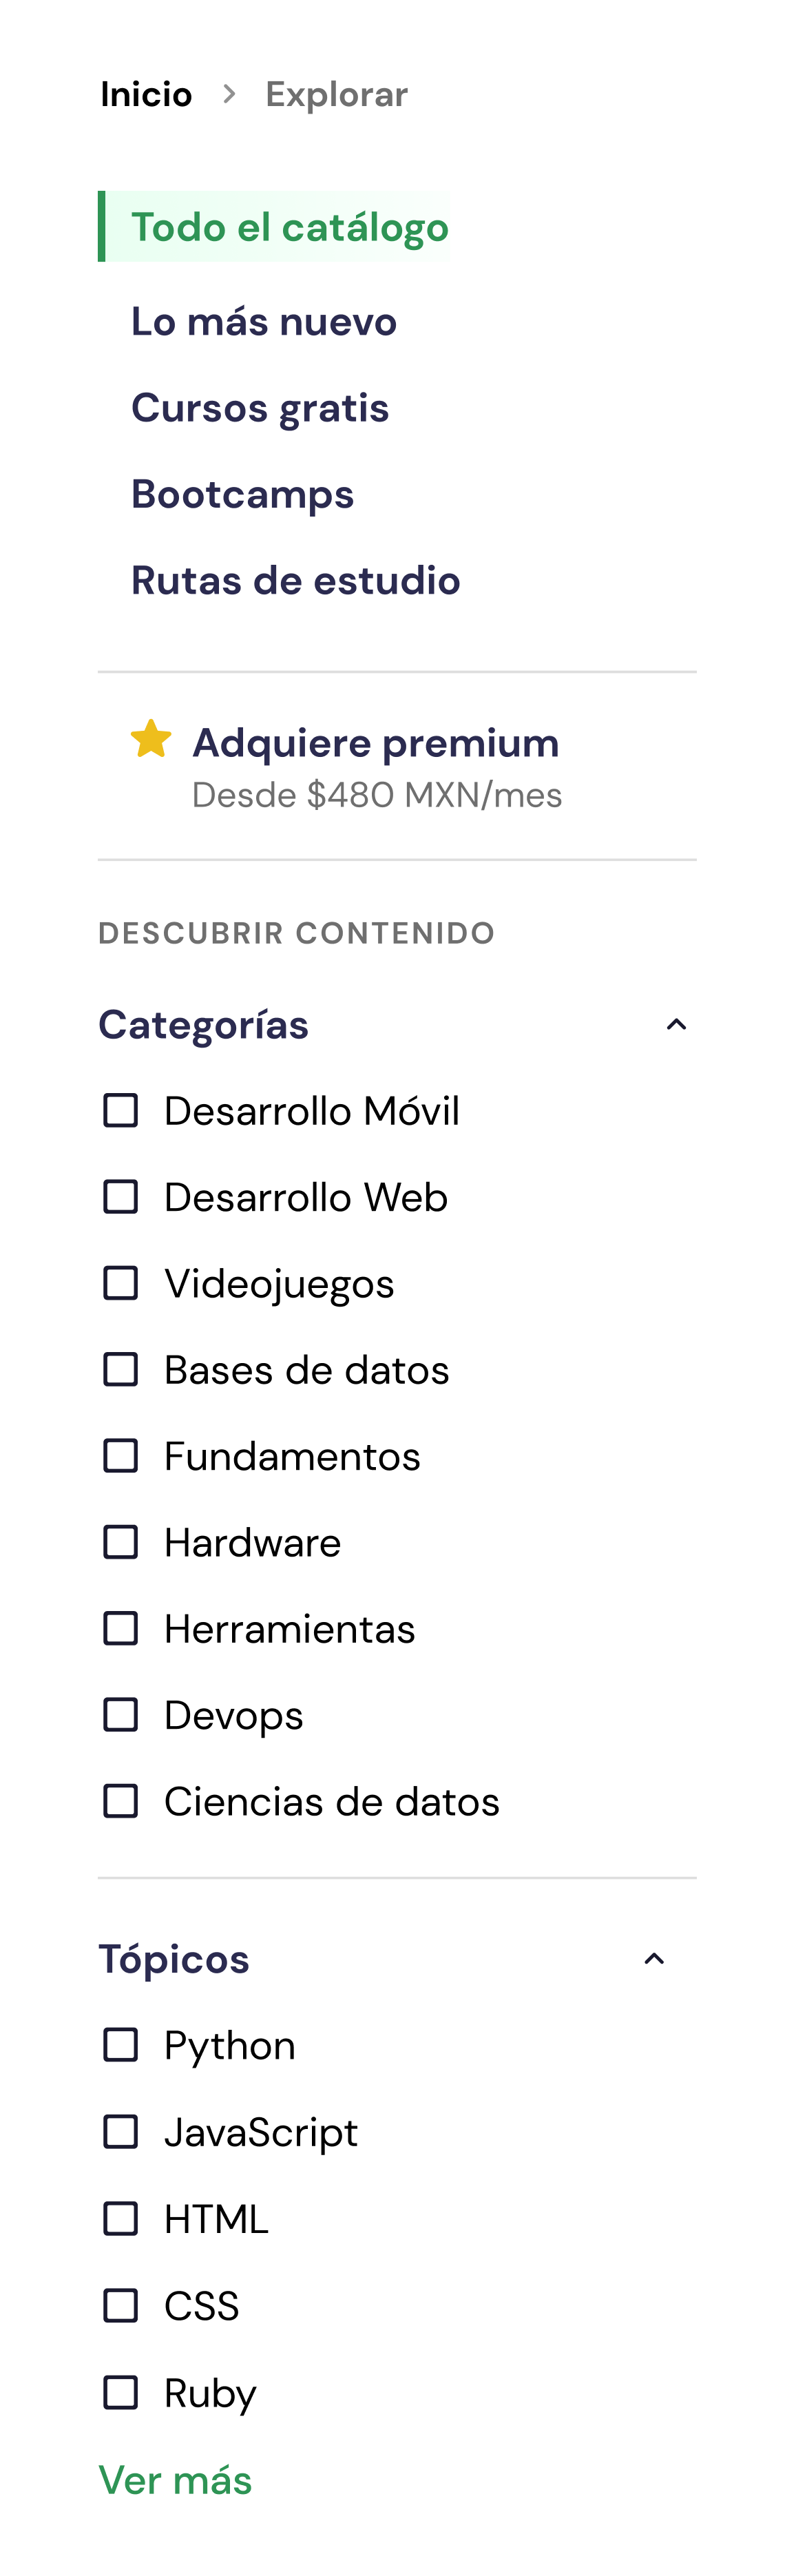 Inicio > Explorar
Todo el catálogo
Lo más nuevo
Cursos gratis
Bootcamps
Rutas de estudio
Adquiere premium
Desde $480 MXN/mes
DESCUBRIR CONTENIDO
Categorías
Desarrollo Móvil
Desarrollo Web
Videojuegos
Bases de datos
Fundamentos
Hardware
Herramientas
Devops
Ciencias de datos
Tópicos
Python
JavaScript
HTML
CSS
Ruby
Ver más